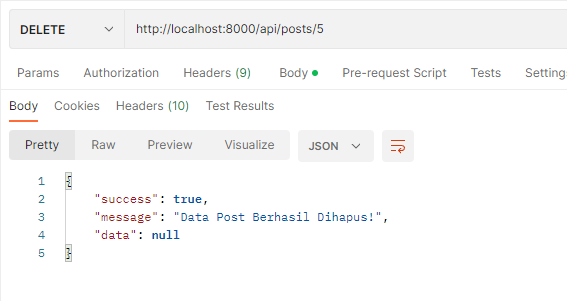 DELETE http://localhost:8000/api/posts/5
Params Authorization Headers (9) Body Pre-request Script Tests Settings
Body Cookies Headers (10) Test Results
Pretty Raw Preview Visualize JSON
1 {
2 "success": true,
3 "message": "Data Post Berhasil Dihapus!",
4 "data": null
5 }